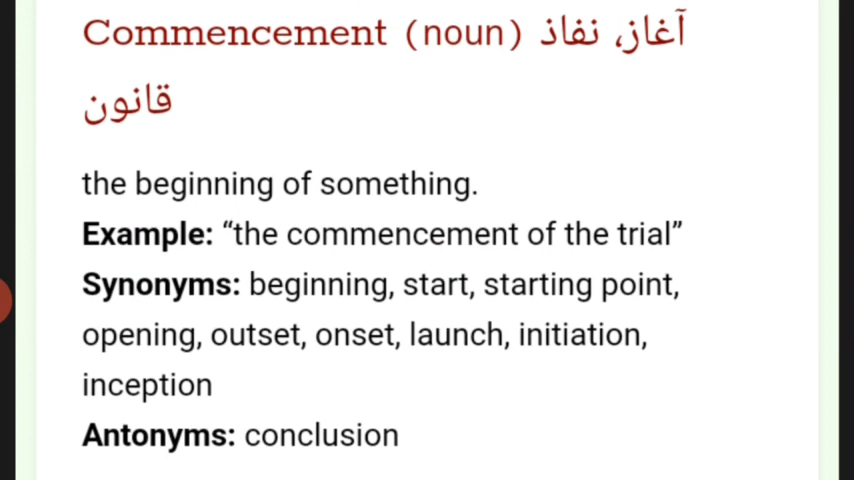 Commencement (noun) آغاز، نفاذ
قانون
the beginning of something.
Example: “the commencement of the trial”
Synonyms: beginning, start, starting point,
opening, outset, onset, launch, initiation,
inception
Antonyms: conclusion